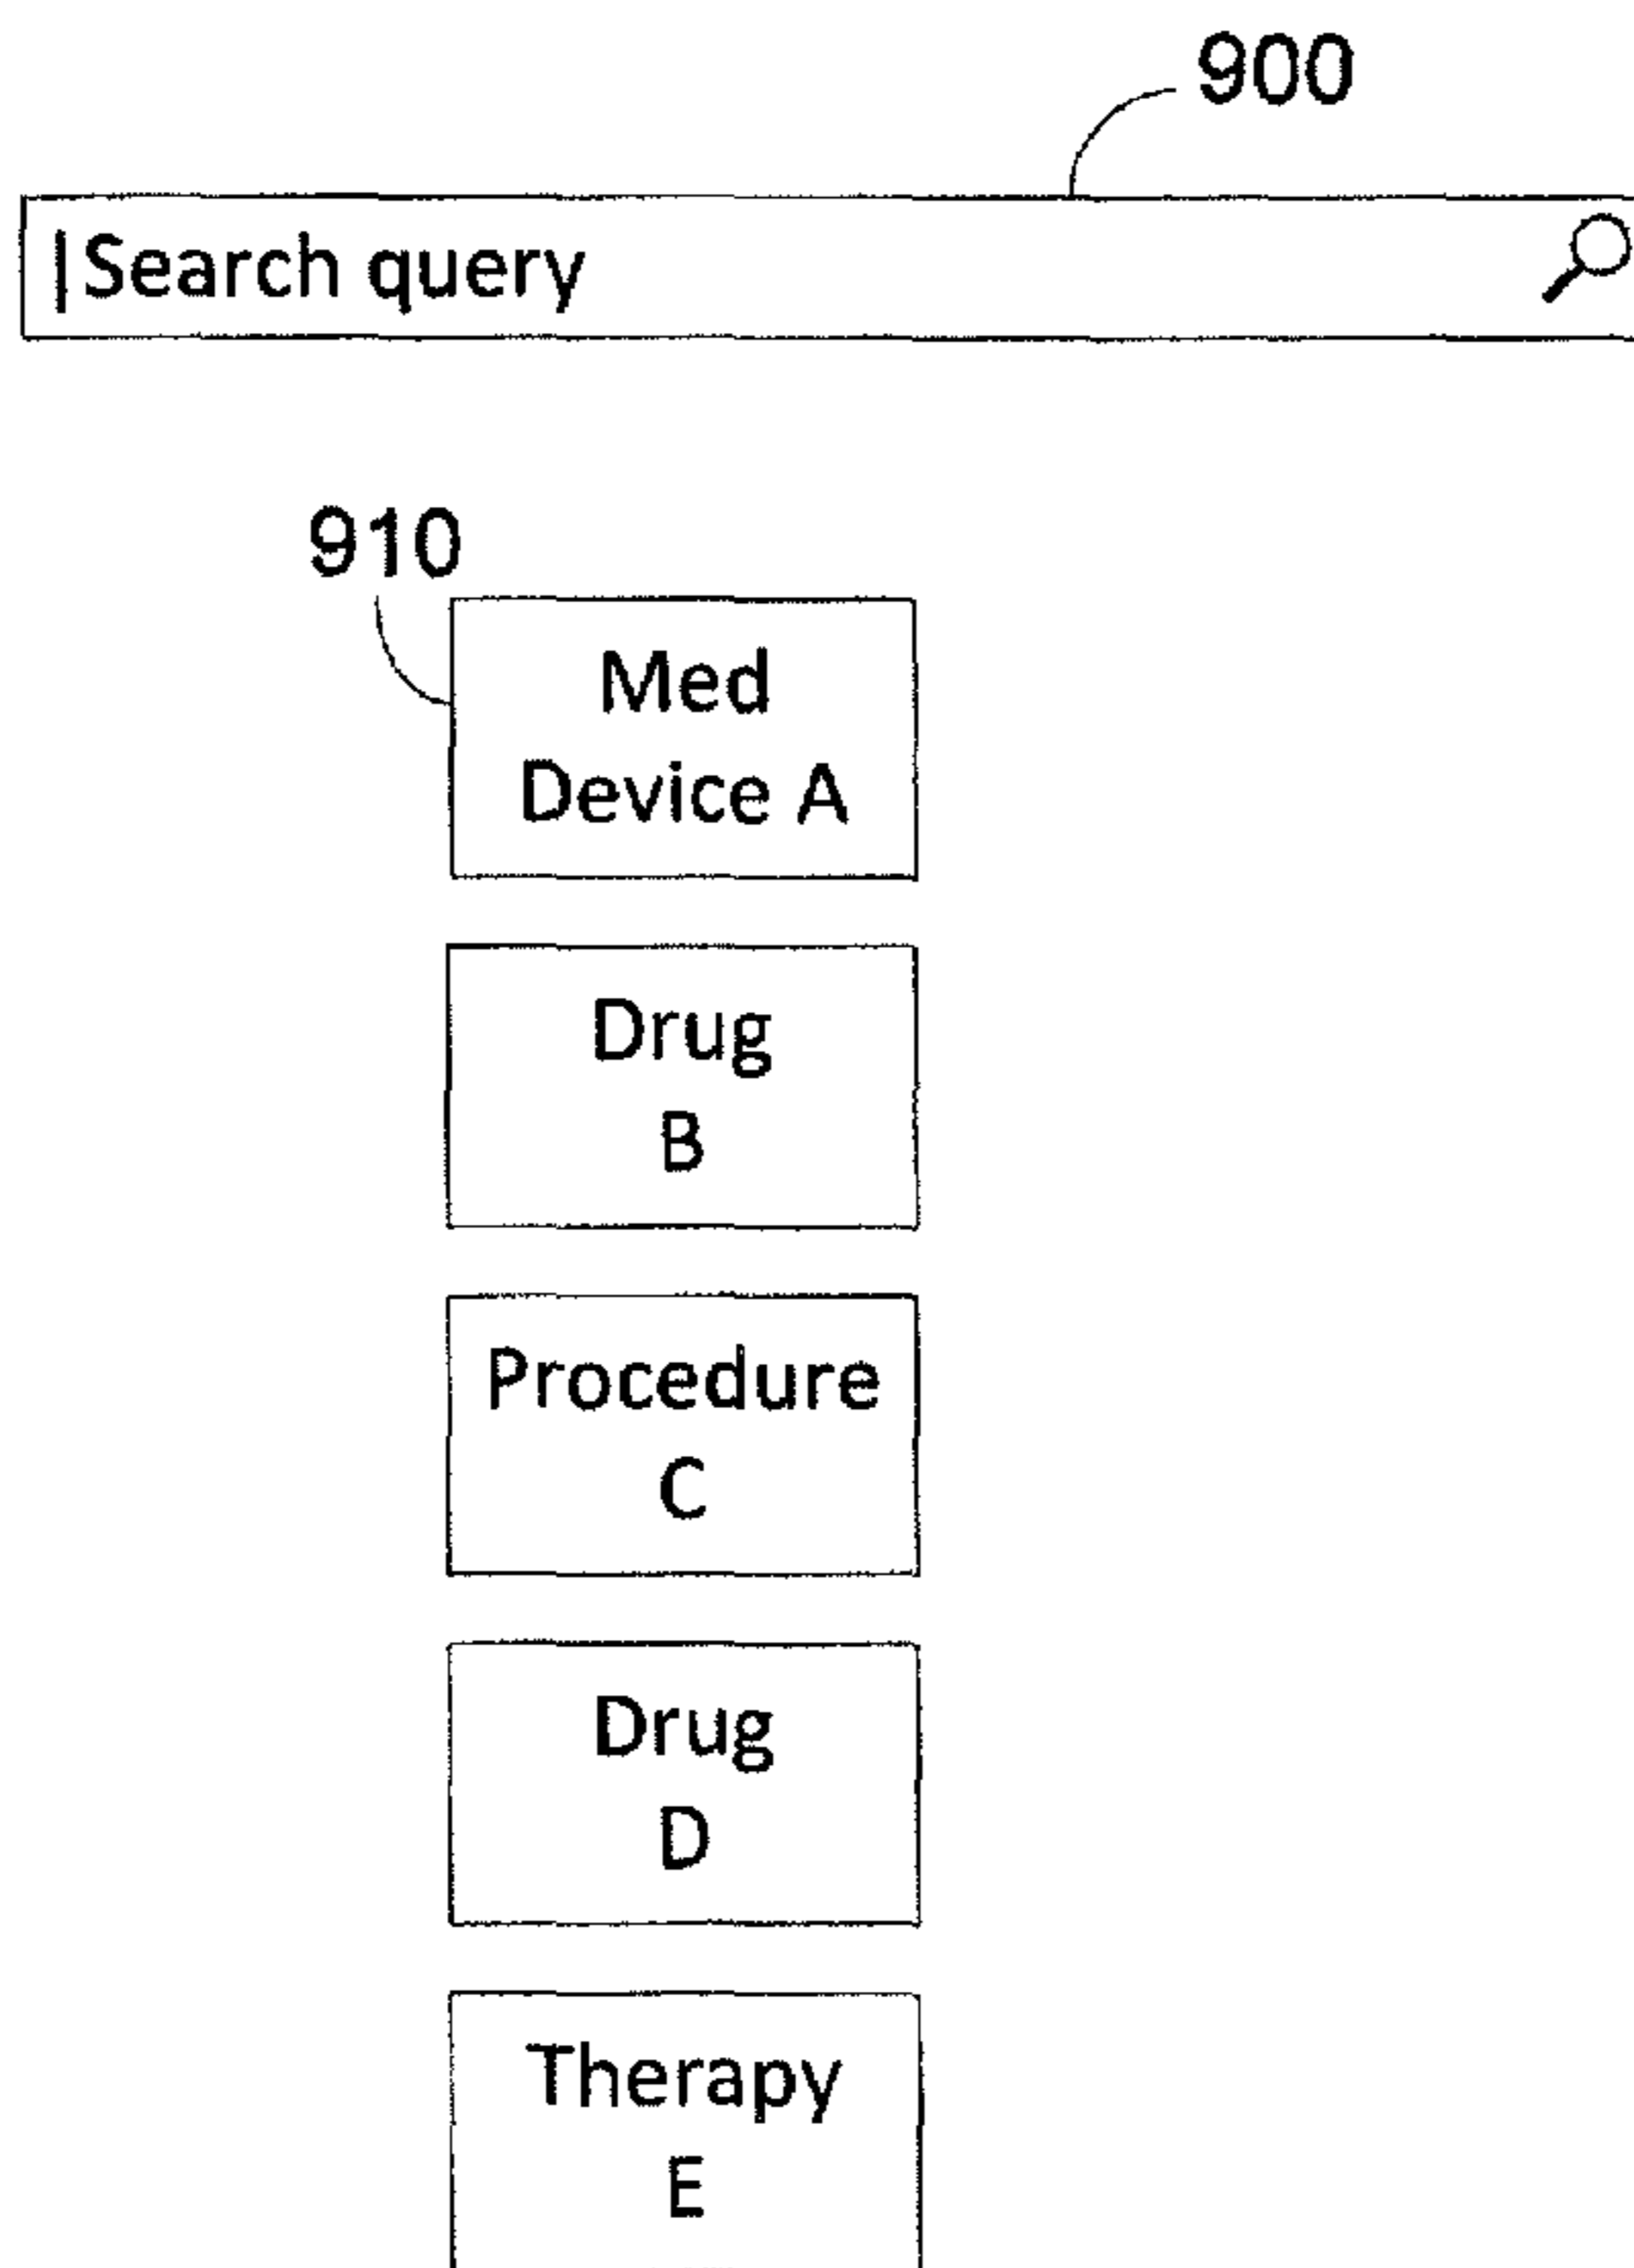 900
Search query
910
Med
Device A
Drug
B
Procedure
C
Drug
D
Therapy
E